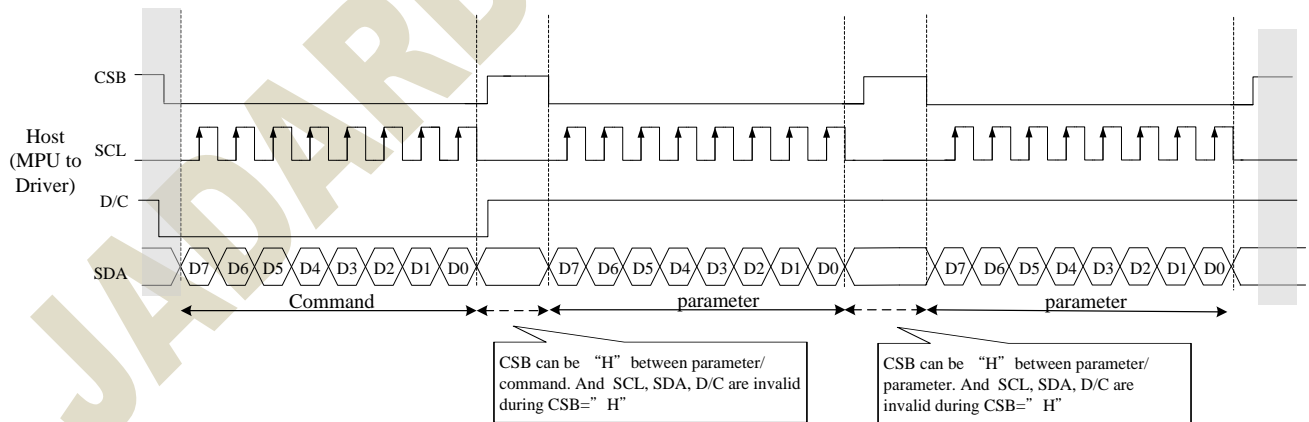 CSB
Host
(MPU to
Driver)
SCL
D/C
SDA
D7 D6 D5 D4 D3 D2 D1 D0 D7 D6 D5 D4 D3 D2 D1 D0 D7 D6 D5 D4 D3 D2 D1 D0
Command parameter parameter
CSB can be “H” between parameter/
command. And SCL, SDA, D/C are invalid
during CSB=” H”
CSB can be “H” between parameter/
parameter. And SCL, SDA, D/C are
invalid during CSB=” H”